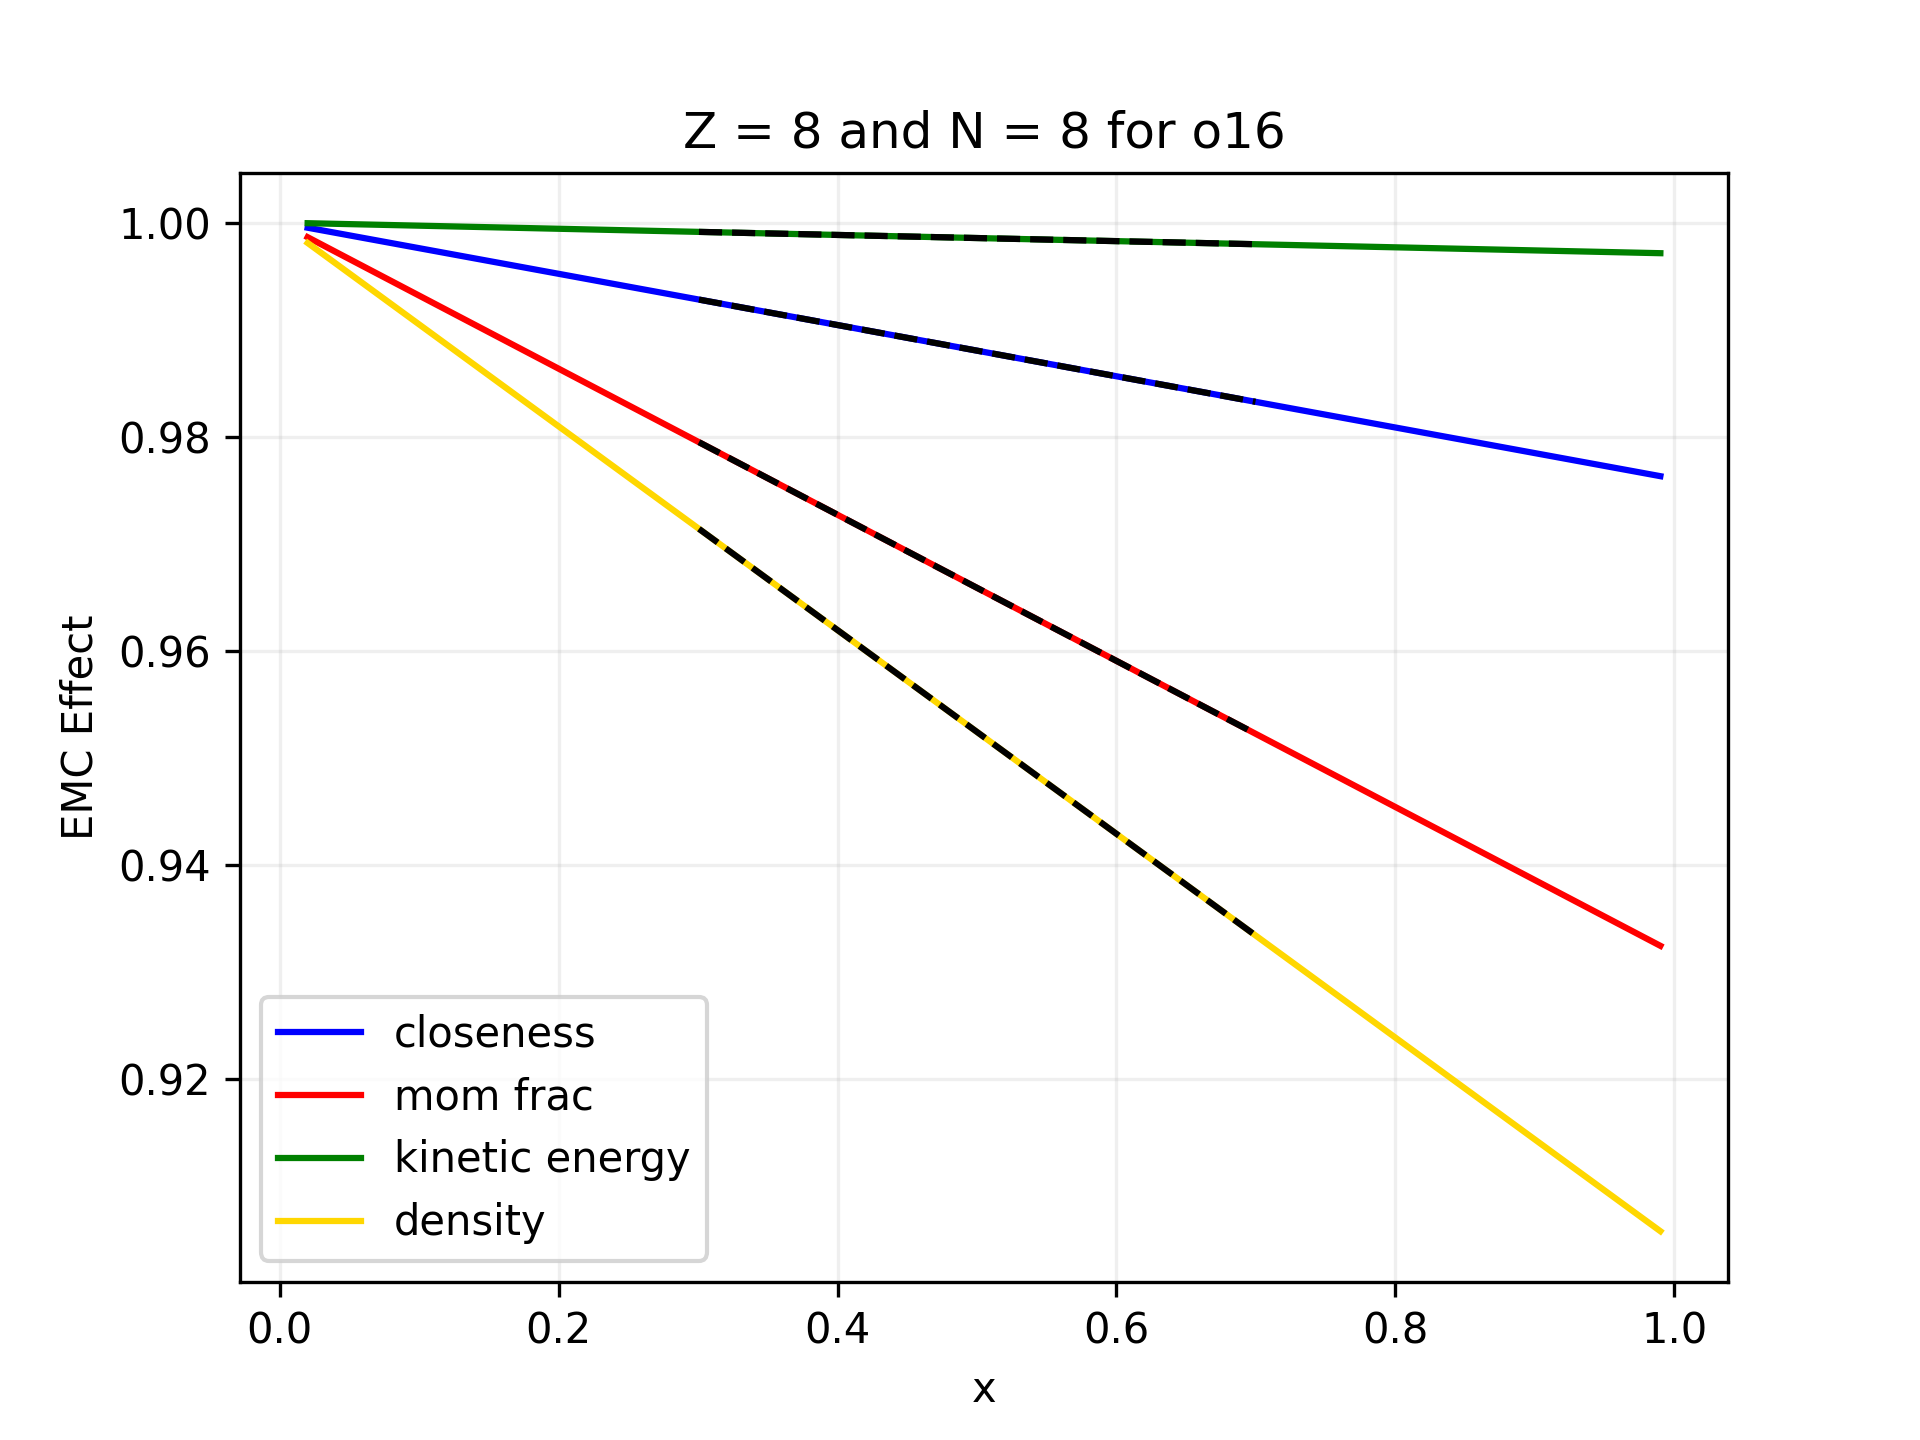 Z = 8 and N = 8 for o16
EMC Effect
1.00
0.98
0.96
0.94
0.92
closeness
mom frac
kinetic energy
density
0.0 0.2 0.4 0.6 0.8 1.0
x